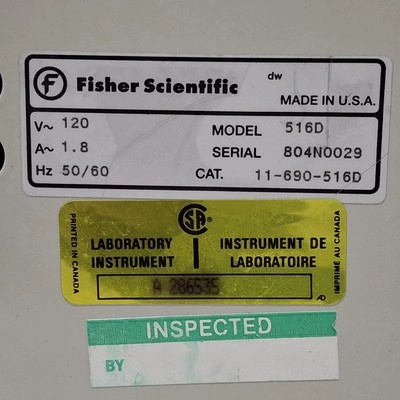 F Fisher Scientific dw
MADE IN U.S.A.
V~ 120
A~ 1.8
Hz 50/60
MODEL 516D
SERIAL 804N0029
CAT. 11-690-516D
PRINTED IN CANADA
SA
LABORATORY INSTRUMENT
INSTRUMENT DE LABORATOIRE
A 286535
IMPRIMÉ AU CANADA
INSPECTED
BY